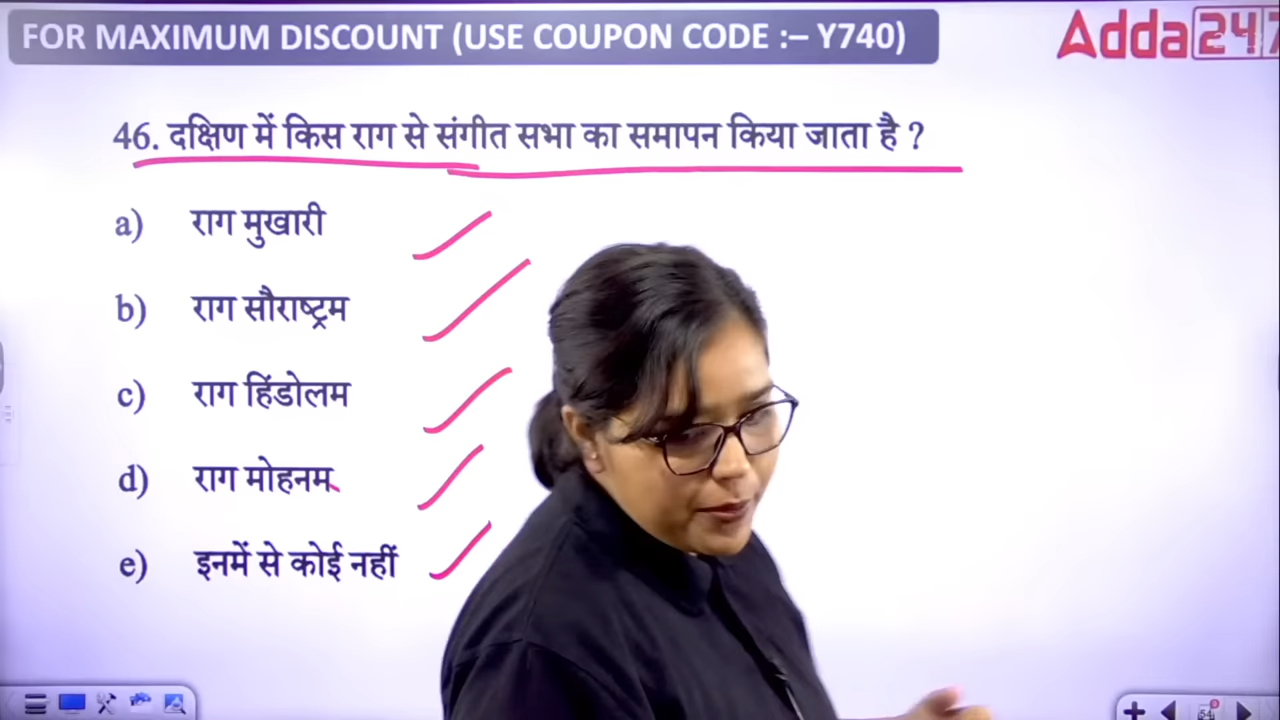 FOR MAXIMUM DISCOUNT (USE COUPON CODE :– Y740)
Adda247
46. दक्षिण में किस राग से संगीत सभा का समापन किया जाता है ?
a) राग मुखारी
b) राग सौराष्ट्रम
c) राग हिंडोलम
d) राग मोहनम
e) इनमें से कोई नहीं